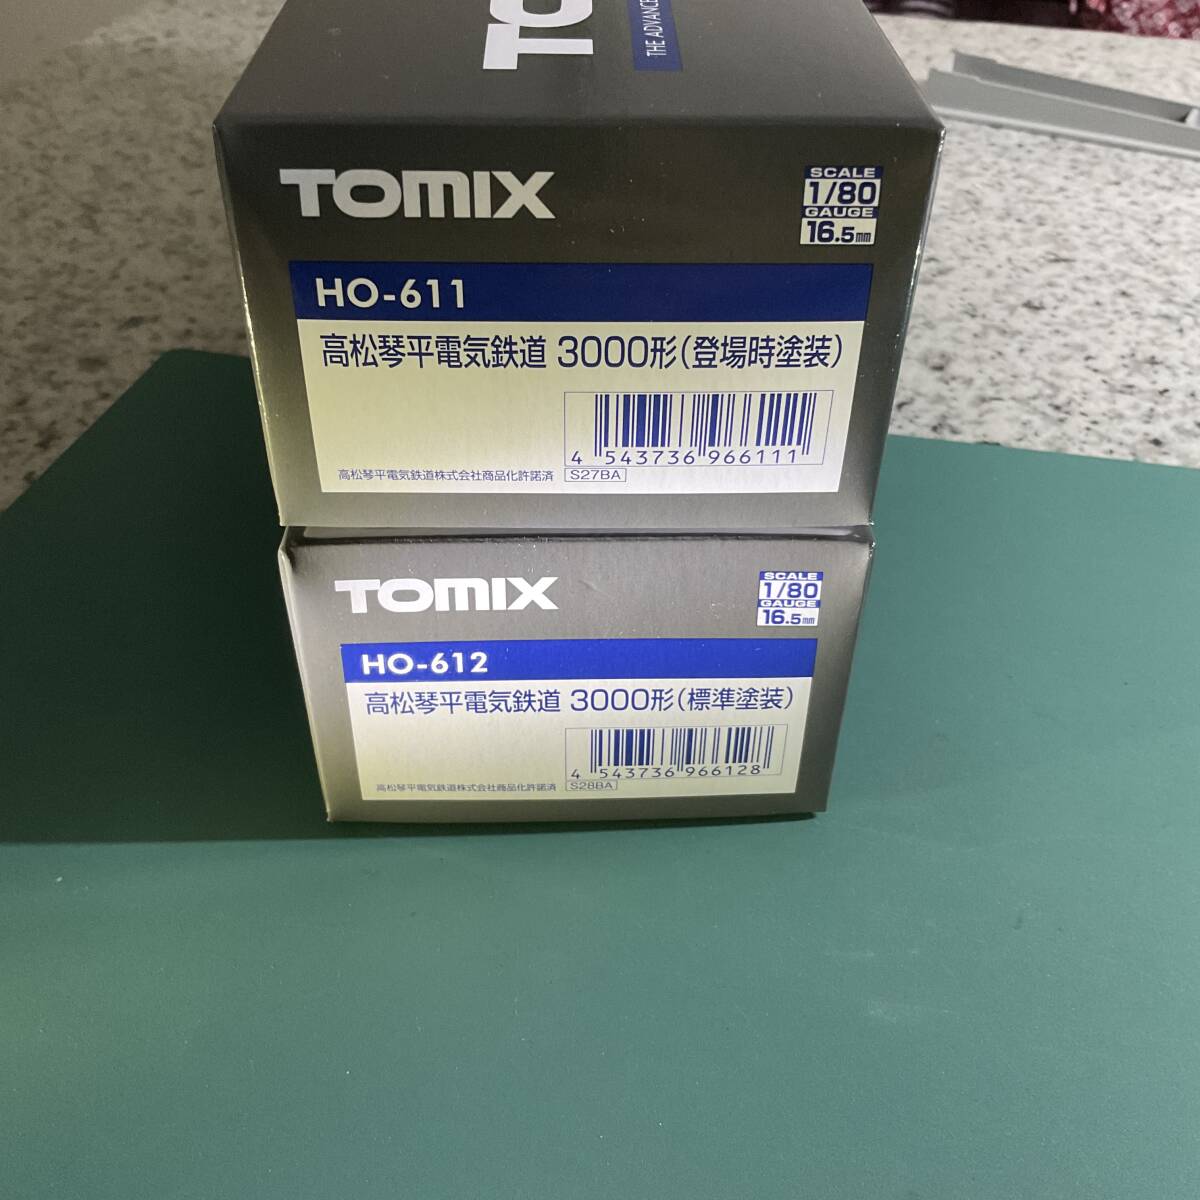 THE ADVANCE
TOMIX
SCALE
1/80
GAUGE
16.5mm
HO-611
高松琴平電気鉄道 3000形(登場時塗装)
4 543736 966111
高松琴平電気鉄道株式会社商品化許諾済 S27BA
TOMIX
SCALE
1/80
GAUGE
16.5mm
HO-612
高松琴平電気鉄道 3000形(標準塗装)
4 543736 966128
高松琴平電気鉄道株式会社商品化許諾済 S28BA